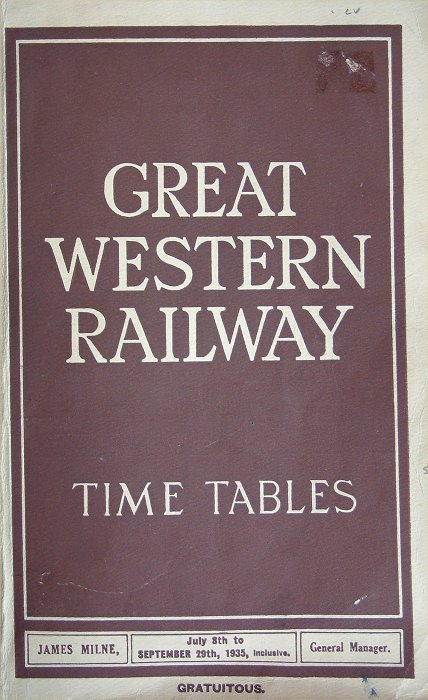 GREAT
WESTERN
RAILWAY
TIME TABLES
JAMES MILNE,
July 8th to
SEPTEMBER 29th, 1935, inclusive.
General Manager.
GRATUITOUS.